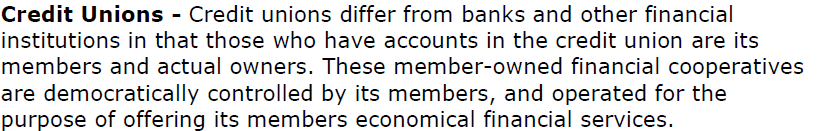 Credit Unions - Credit unions differ from banks and other financial
institutions in that those who have accounts in the credit union are its
members and actual owners. These member-owned financial cooperatives
are democratically controlled by its members, and operated for the
purpose of offering its members economical financial services.